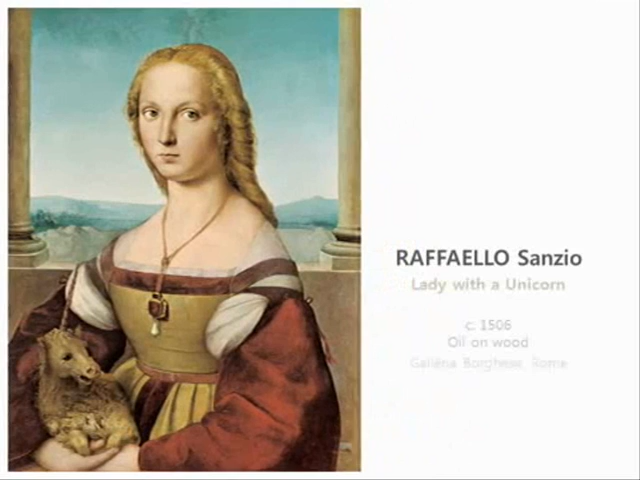 RAFFAELLO Sanzio
Lady with a Unicorn
c. 1506
Oil on wood
Galleria Borghese, Rome